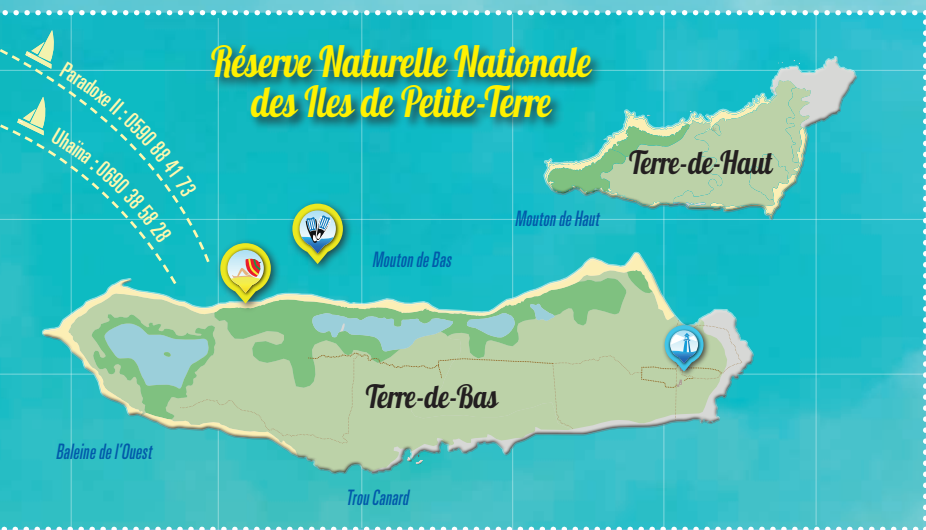 Réserve Naturelle Nationale
des Iles de Petite-Terre
Paradoxe II : 0590 88 41 73
Uhaïna : 0690 38 58 28
Terre-de-Haut
Mouton de Haut
Mouton de Bas
Terre-de-Bas
Baleine de l'Ouest
Trou Canard